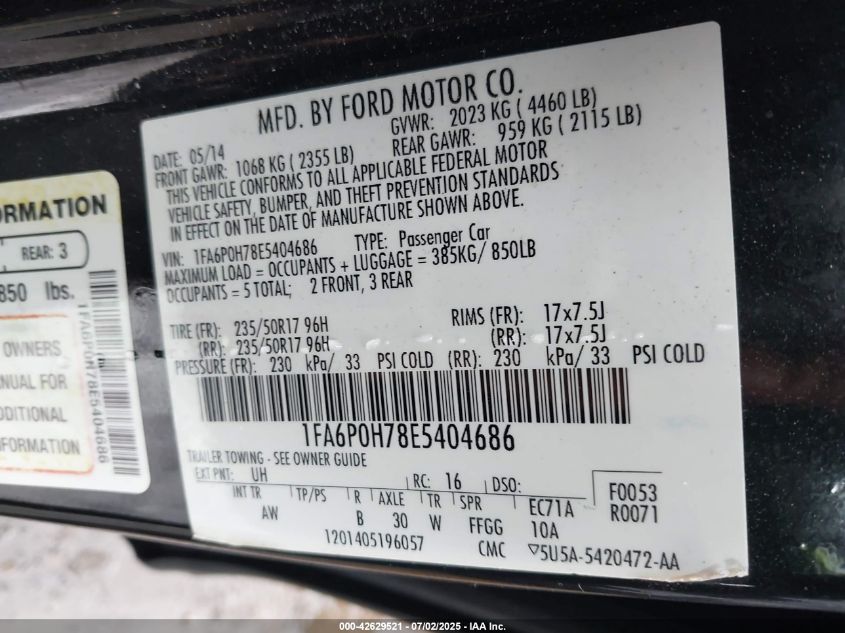 MFD. BY FORD MOTOR CO.
DATE: 05/14 GVWR: 2023 KG ( 4460 LB)
FRONT GAWR: 1068 KG ( 2355 LB) REAR GAWR: 959 KG ( 2115 LB)
THIS VEHICLE CONFORMS TO ALL APPLICABLE FEDERAL MOTOR
VEHICLE SAFETY, BUMPER, AND THEFT PREVENTION STANDARDS
IN EFFECT ON THE DATE OF MANUFACTURE SHOWN ABOVE.
VIN: 1FA6P0H78E5404686 TYPE: Passenger Car
MAXIMUM LOAD = OCCUPANTS + LUGGAGE = 385KG/ 850LB
OCCUPANTS = 5 TOTAL; 2 FRONT, 3 REAR
TIRE (FR): 235/50R17 96H RIMS (FR): 17x7.5J
(RR): 235/50R17 96H (RR): 17x7.5J
PRESSURE (FR): 230 kPa/ 33 PSI COLD (RR): 230 kPa/ 33 PSI COLD
1FA6P0H78E5404686
TRAILER TOWING - SEE OWNER GUIDE
EXT PNT: UH RC: 16 DSO: F0053
INT TR TP/PS R AXLE TR SPR EC71A R0071
AW B 30 W FFGG 10A
1201405196057 CMC ▽5U5A-5420472-AA
ORMATION
REAR: 3
850 lbs.
OWNERS
NUAL FOR
DDITIONAL
NFORMATION
1FA6P0H78E5404686
000-42629521 - 07/02/2025 - IAA Inc.